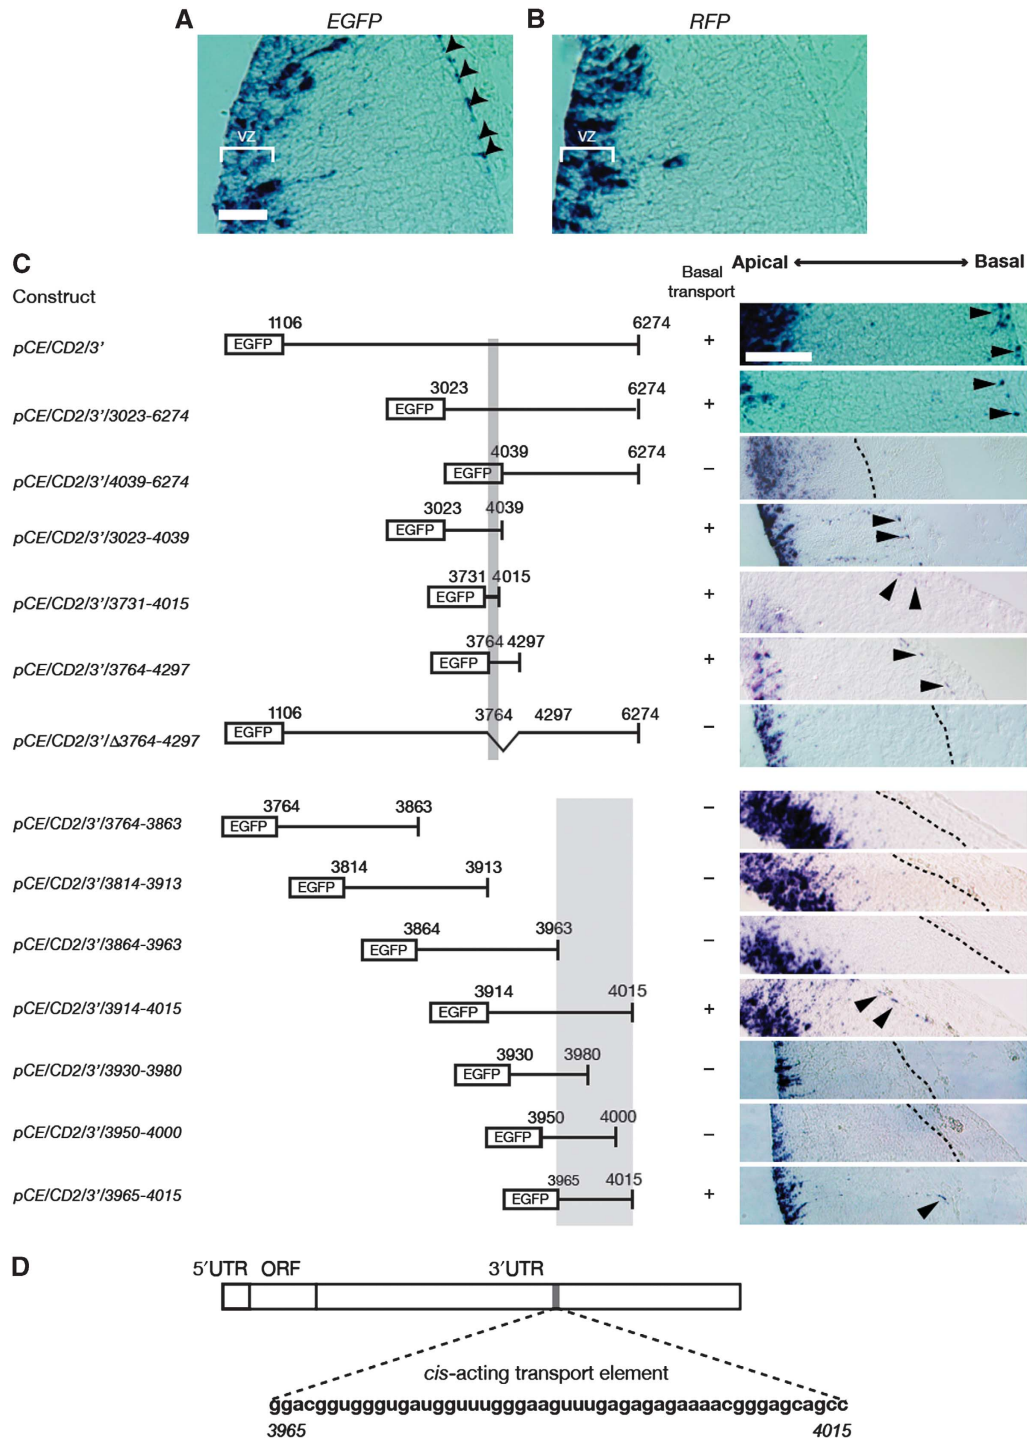 A EGFP B RFP
VZ VZ
C
Construct
Basal transport
Apical Basal
pCE/CD2/3' EGFP 1106 6274 +
pCE/CD2/3'/3023-6274 EGFP 3023 6274 +
pCE/CD2/3'/4039-6274 EGFP 4039 6274 –
pCE/CD2/3'/3023-4039 EGFP 3023 4039 +
pCE/CD2/3'/3731-4015 EGFP 3731 4015 +
pCE/CD2/3'/3764-4297 EGFP 3764 4297 +
pCE/CD2/3'/Δ3764-4297 EGFP 1106 3764 4297 6274 –
pCE/CD2/3'/3764-3863 EGFP 3764 3863 –
pCE/CD2/3'/3814-3913 EGFP 3814 3913 –
pCE/CD2/3'/3864-3963 EGFP 3864 3963 –
pCE/CD2/3'/3914-4015 EGFP 3914 4015 +
pCE/CD2/3'/3930-3980 EGFP 3930 3980 –
pCE/CD2/3'/3950-4000 EGFP 3950 4000 –
pCE/CD2/3'/3965-4015 EGFP 3965 4015 +
D
5'UTR ORF 3'UTR
cis-acting transport element
ggacggugggugaugguuugggaaguuugagagagaaaacgggagcagcc
3965 4015